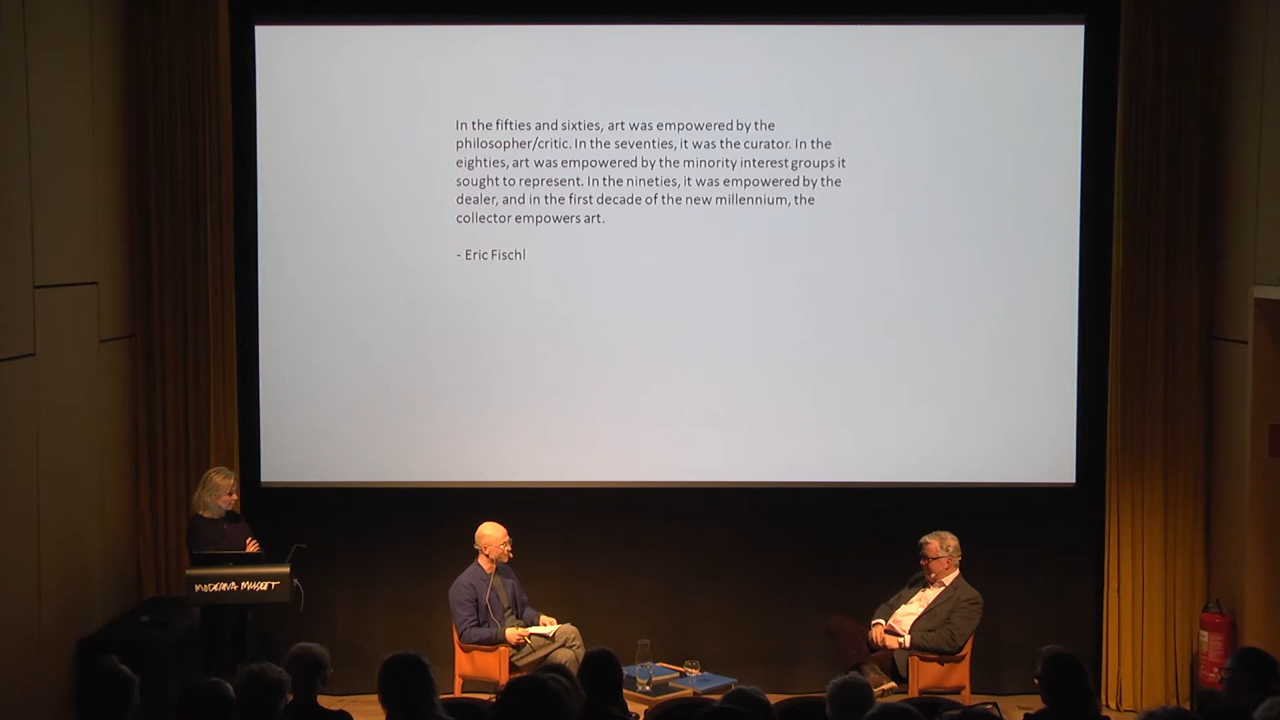 In the fifties and sixties, art was empowered by the
philosopher/critic. In the seventies, it was the curator. In the
eighties, art was empowered by the minority interest groups it
sought to represent. In the nineties, it was empowered by the
dealer, and in the first decade of the new millennium, the
collector empowers art.
- Eric Fischl
MODERNA MUSEET